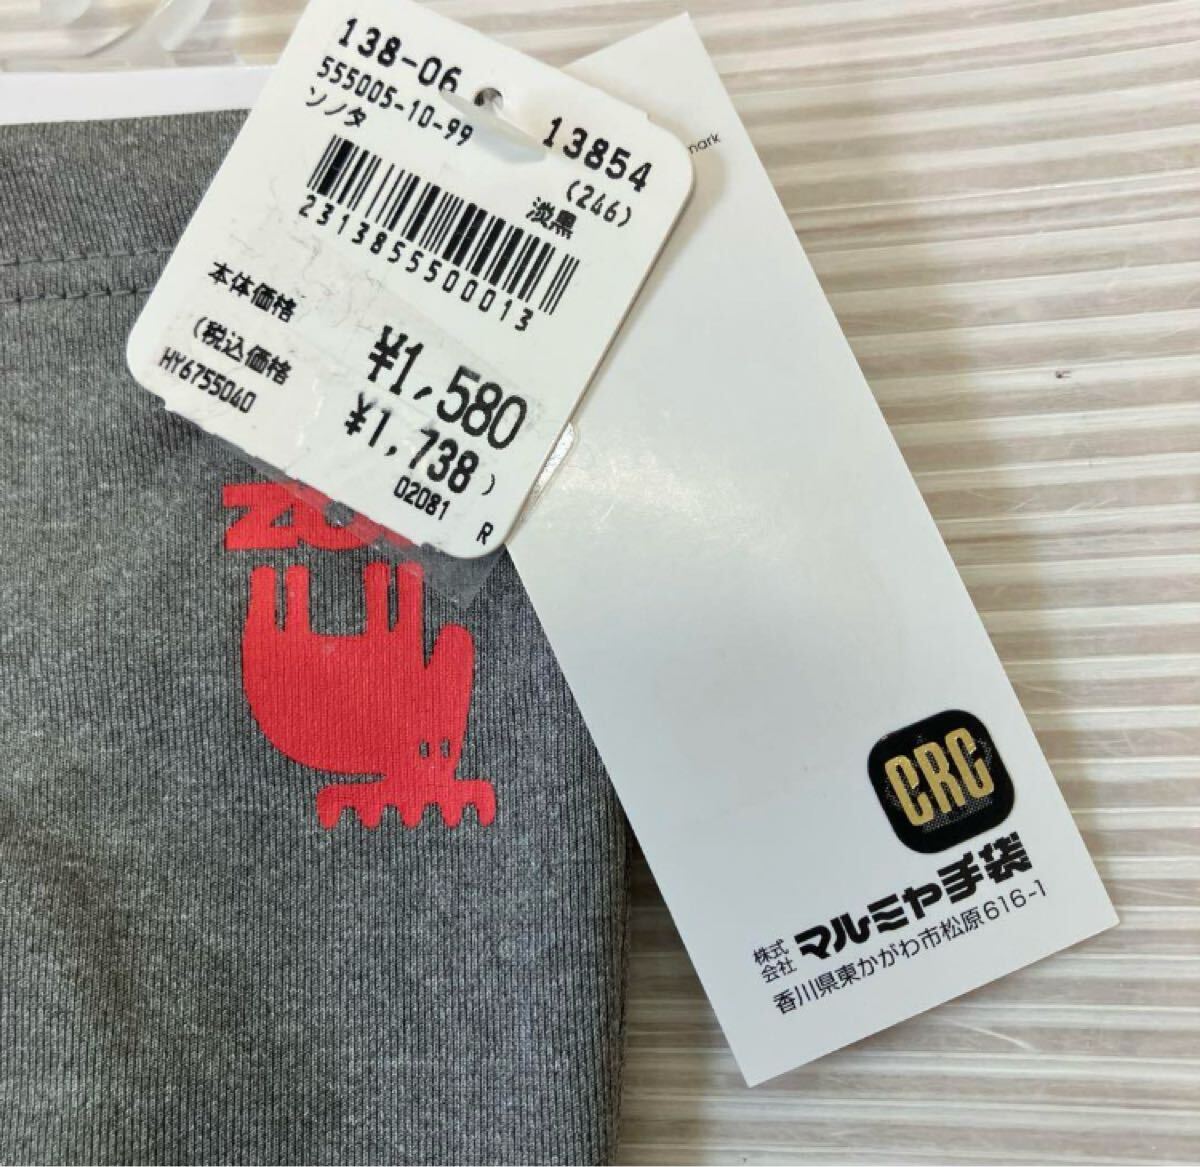 138-06
13854
555005-10-99
(246)
ソノタ
淡黒
2313855500013
本体価格
¥1,580
(税込価格
¥1,738)
HY6755040
02081
R
CRC
株式会社
マルミヤ手袋
香川県東かがわ市松原616-1